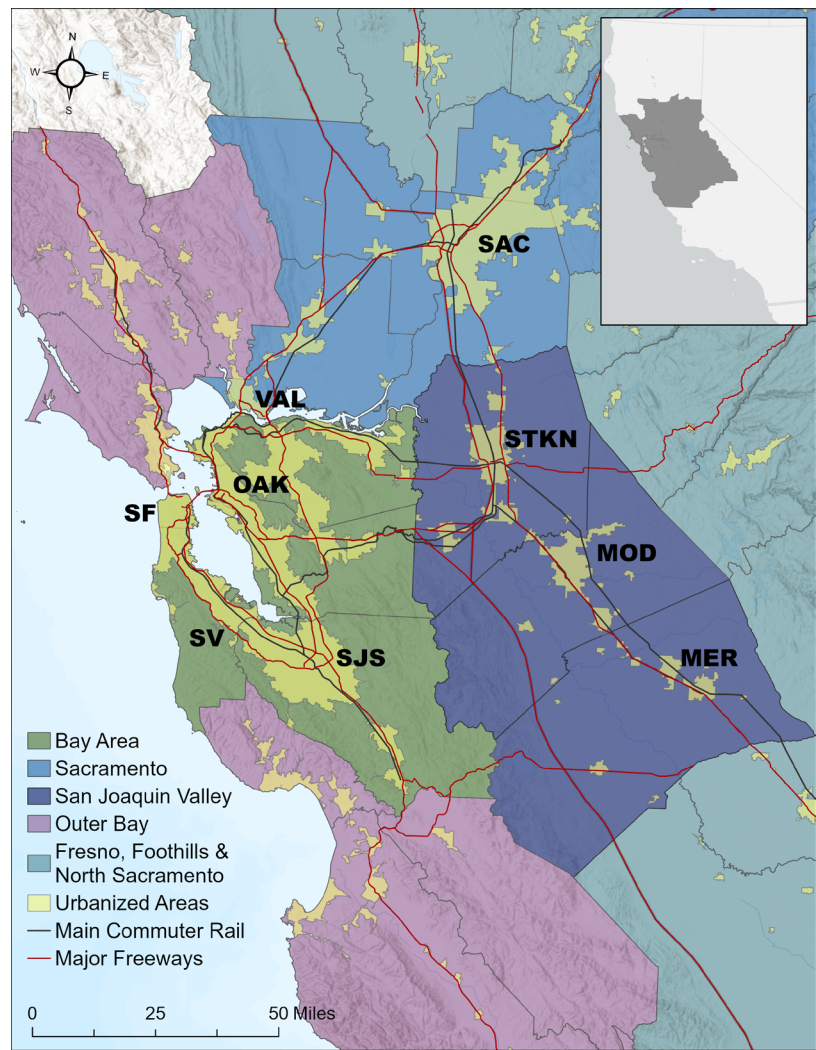 N
W
E
S
SAC
VAL
STKN
OAK
SF
MOD
SV
SJS
MER
Bay Area
Sacramento
San Joaquin Valley
Outer Bay
Fresno, Foothills &
North Sacramento
Urbanized Areas
Main Commuter Rail
Major Freeways
0 25 50 Miles